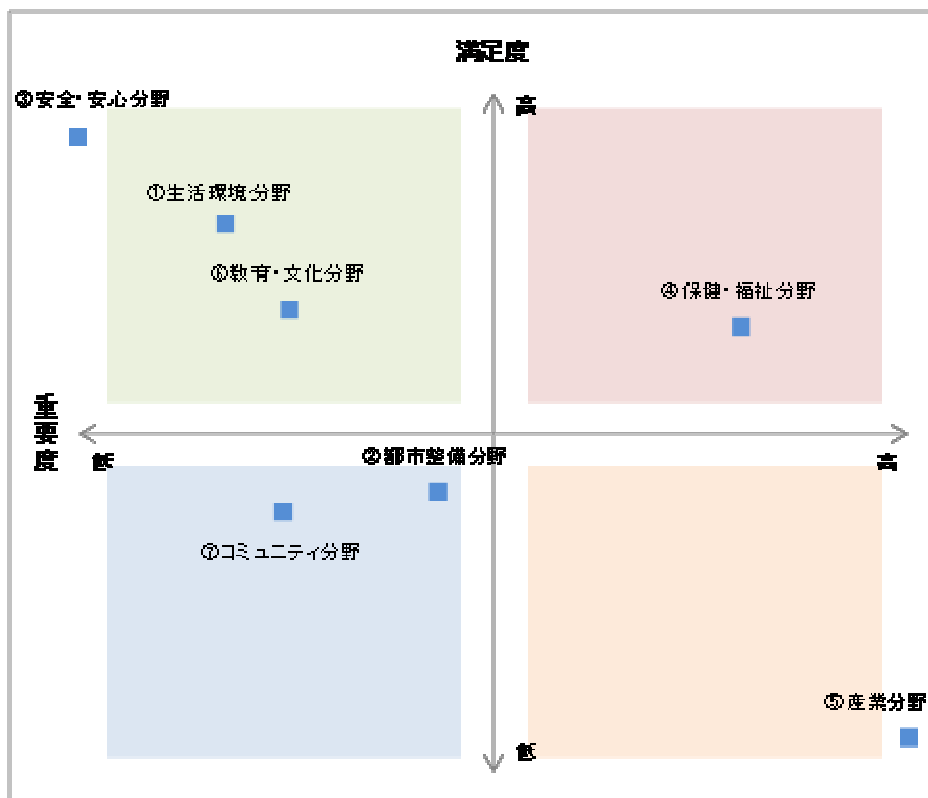 満足度
③安全・安心分野
高
①生活環境分野
⑥教育・文化分野
④保健・福祉分野
重要度
低
高
②都市整備分野
⑦コミュニティ分野
⑤産業分野
低